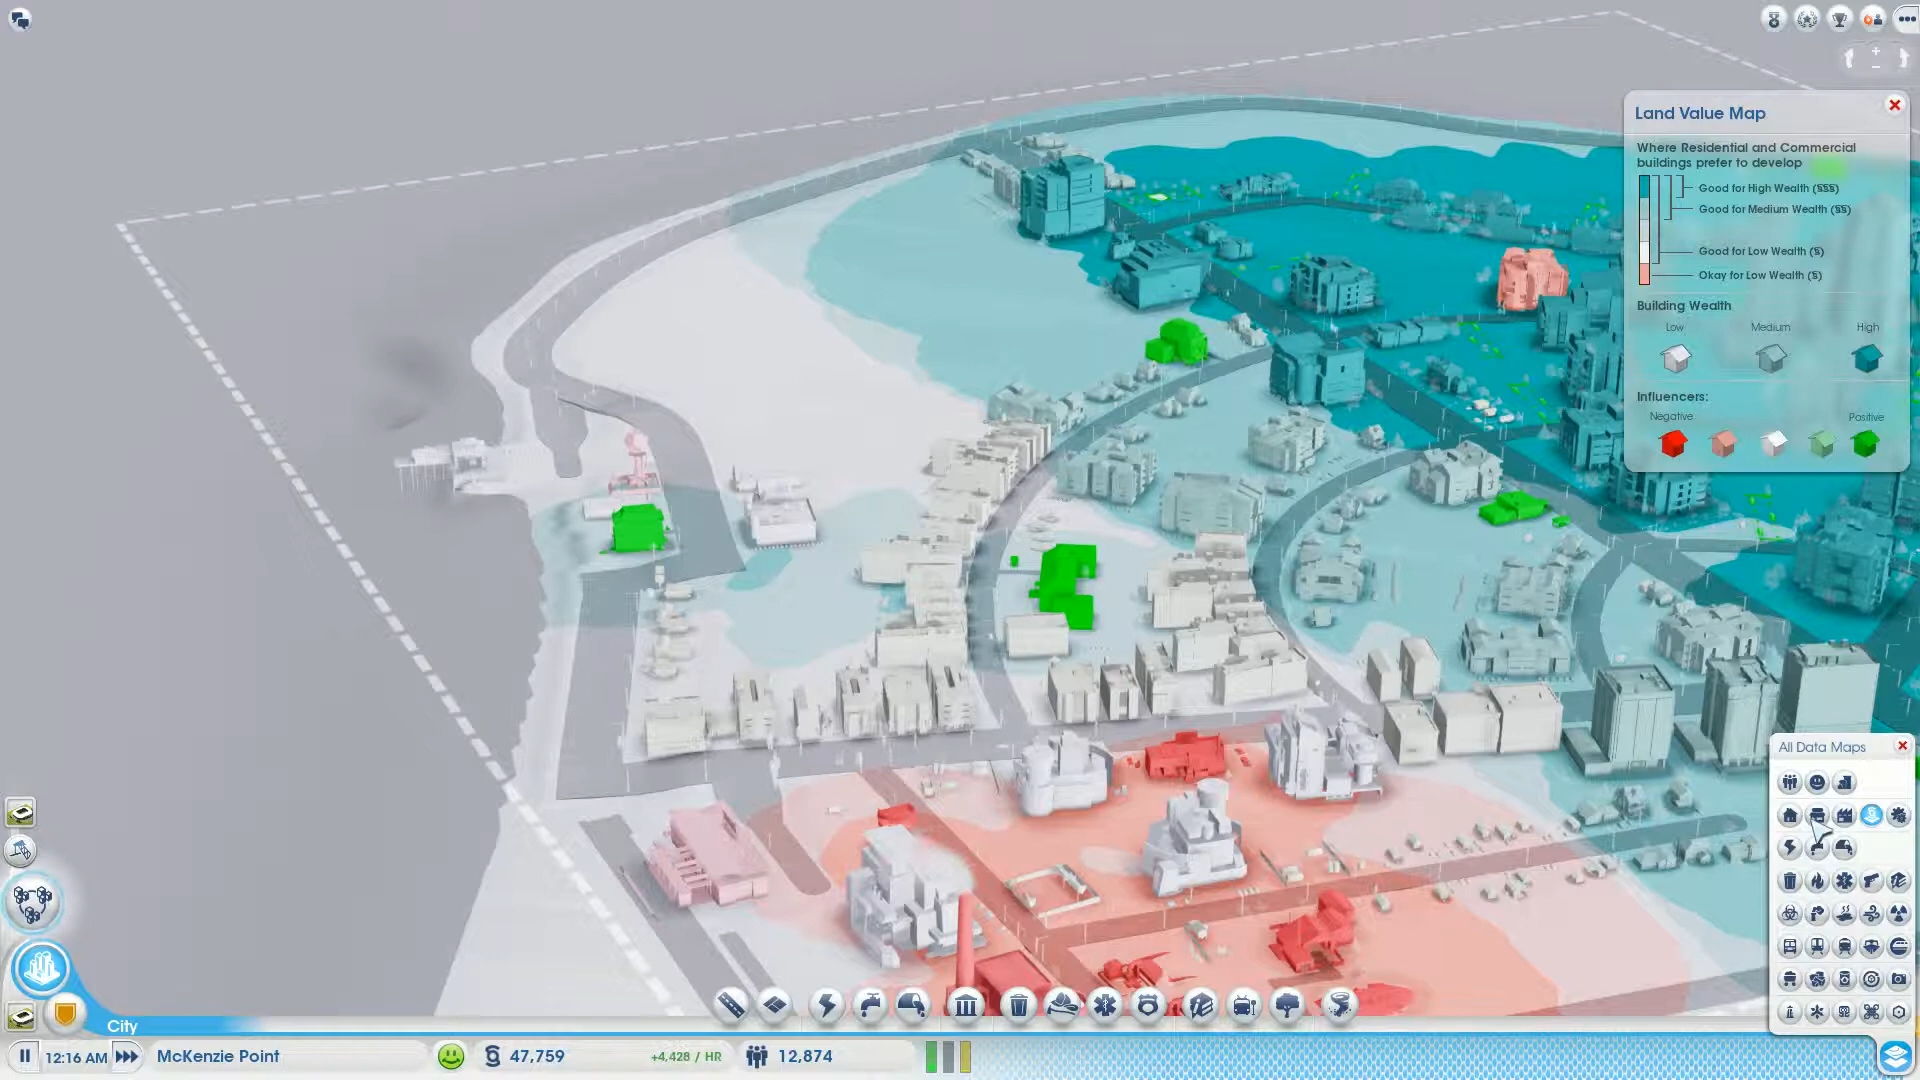 Land Value Map
Where Residential and Commercial
buildings prefer to develop
Good for High Wealth (§§§)
Good for Medium Wealth (§§)
Good for Low Wealth (§)
Okay for Low Wealth (§)
Building Wealth
Low Medium High
Influencers:
Negative Positive
All Data Maps
City
12:16 AM McKenzie Point 47,759 +4,428 / HR 12,874